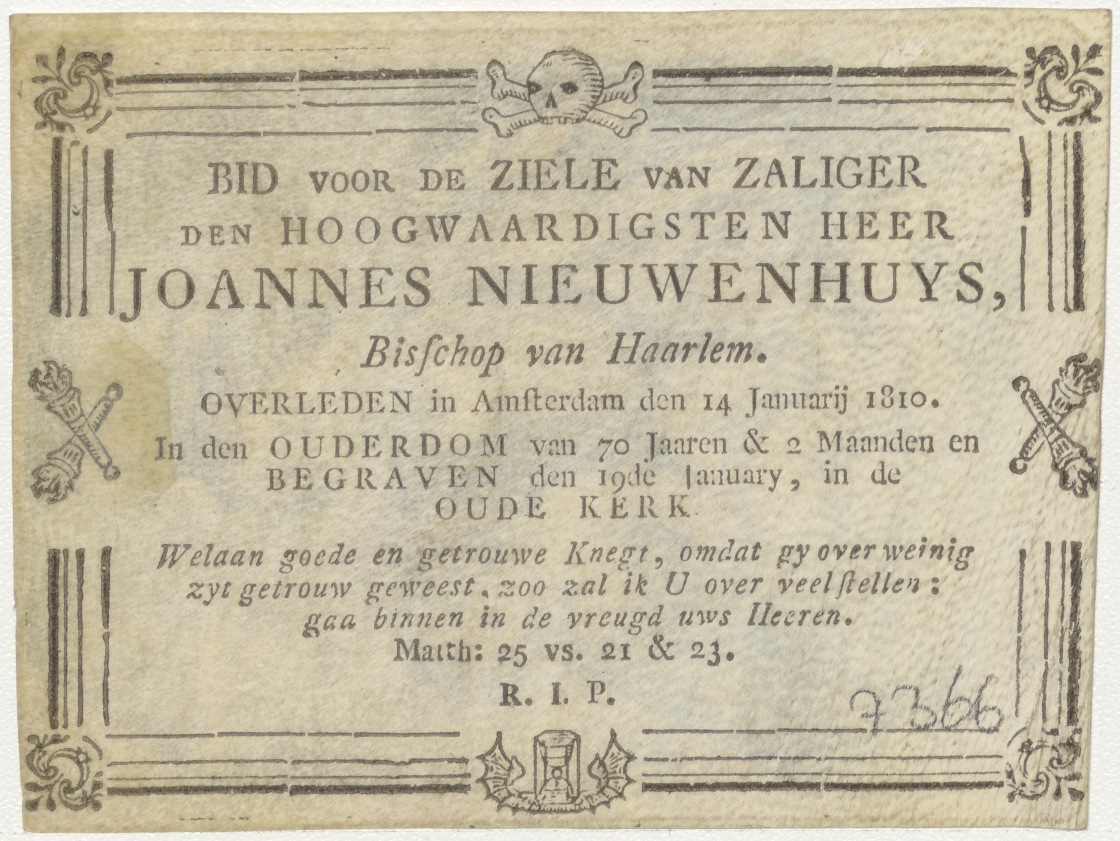 BID VOOR DE ZIELE VAN ZALIGER
DEN HOOGWAARDIGSTEN HEER
JOANNES NIEUWENHUYS,
Bisſchop van Haarlem.
OVERLEDEN in Amſterdam den 14 Januarij 1810.
In den OUDERDOM van 70 Jaaren & 2 Maanden en
BEGRAVEN den 19de January, in de
OUDE KERK.
Welaan goede en getrouwe Knegt, omdat gy over weinig
zyt getrouw geweest, zoo zal ik U over veel ſtellen:
gaa binnen in de vreugd uws Heeren.
Matth: 25 vs. 21 & 23.
R. I. P.
7366